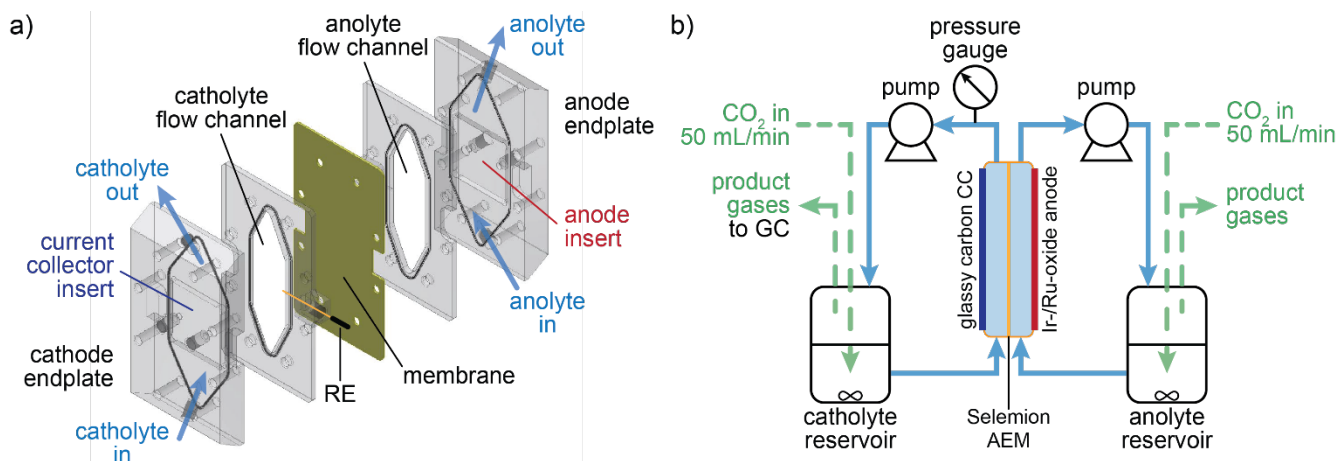 a)
anolyte
flow channel
anolyte
out
catholyte
flow channel
anode
endplate
catholyte
out
current
collector
insert
anode
insert
anolyte
in
cathode
endplate
RE
membrane
catholyte
in
b)
pressure
gauge
pump
pump
CO2 in
50 mL/min
CO2 in
50 mL/min
product
gases
to GC
product
gases
glassy carbon CC
Ir-/Ru-oxide anode
catholyte
reservoir
Selemion
AEM
anolyte
reservoir